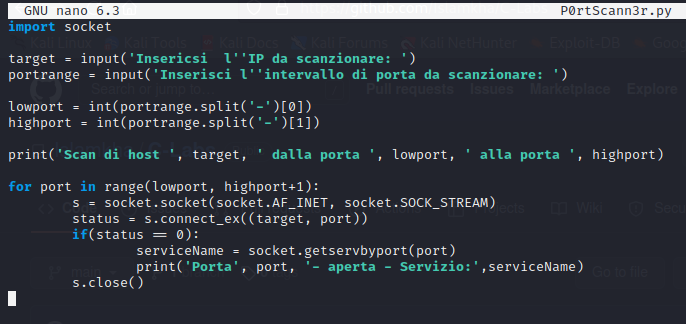 GNU nano 6.3 P0rtScann3r.py
import socket
target = input('Insericsi l''IP da scanzionare: ')
portrange = input('Inserisci l''intervallo di porta da scanzionare: ')
lowport = int(portrange.split('-')[0])
highport = int(portrange.split('-')[1])
print('Scan di host ', target, ' dalla porta ', lowport, ' alla porta ', highport)
for port in range(lowport, highport+1):
s = socket.socket(socket.AF_INET, socket.SOCK_STREAM)
status = s.connect_ex((target, port))
if(status == 0):
serviceName = socket.getservbyport(port)
print('Porta', port, '- aperta - Servizio:',serviceName)
s.close()